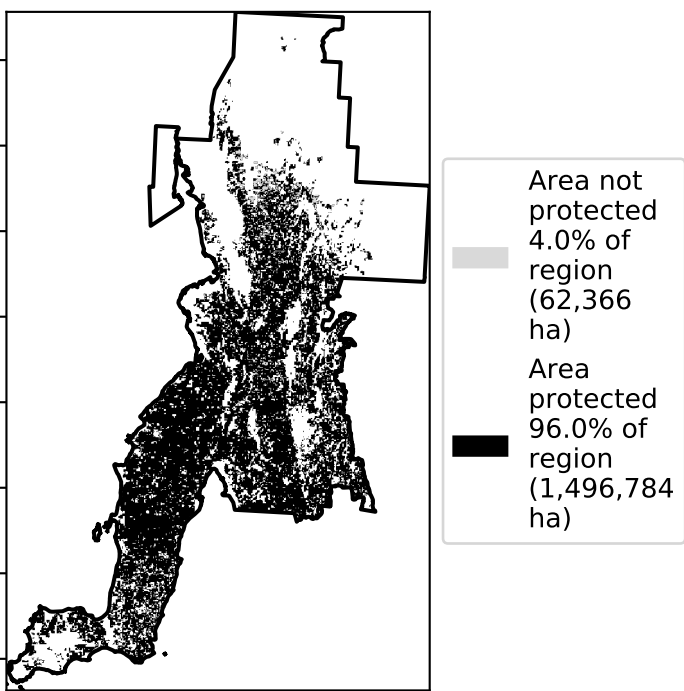 Area not
protected
4.0% of
region
(62,366
ha)
Area
protected
96.0% of
region
(1,496,784
ha)